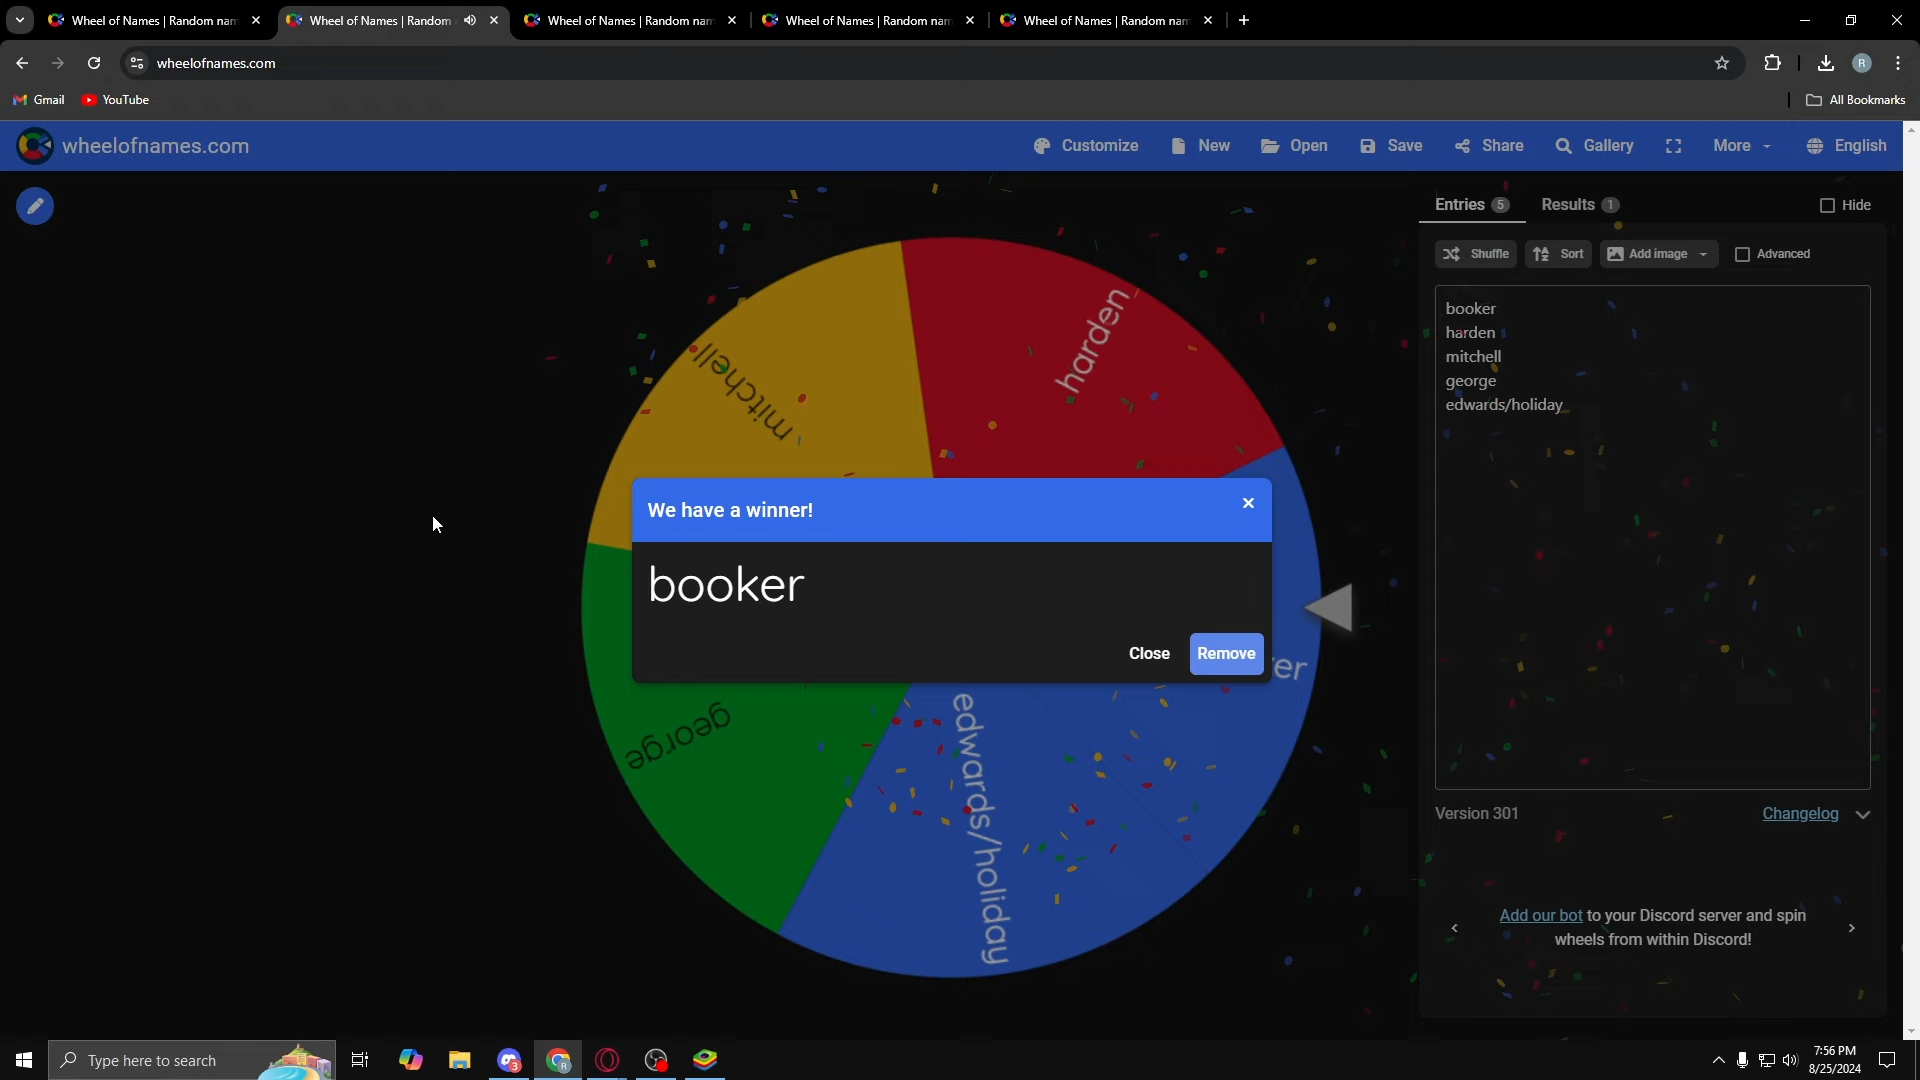 Wheel of Names | Random nam
Wheel of Names | Random
Wheel of Names | Random nam
Wheel of Names | Random nam
Wheel of Names | Random nam
wheelofnames.com
R
Gmail
YouTube
All Bookmarks
wheelofnames.com
Customize
New
Open
Save
Share
Gallery
More
English
Entries 5
Results 1
Hide
Shuffle
Sort
Add image
Advanced
booker
harden
mitchell
george
edwards/holiday
harden
mitchell
george
edwards/holiday
er
We have a winner!
booker
Close
Remove
Version 301
Changelog
Add our bot to your Discord server and spin
wheels from within Discord!
Type here to search
3
R
7:56 PM
8/25/2024